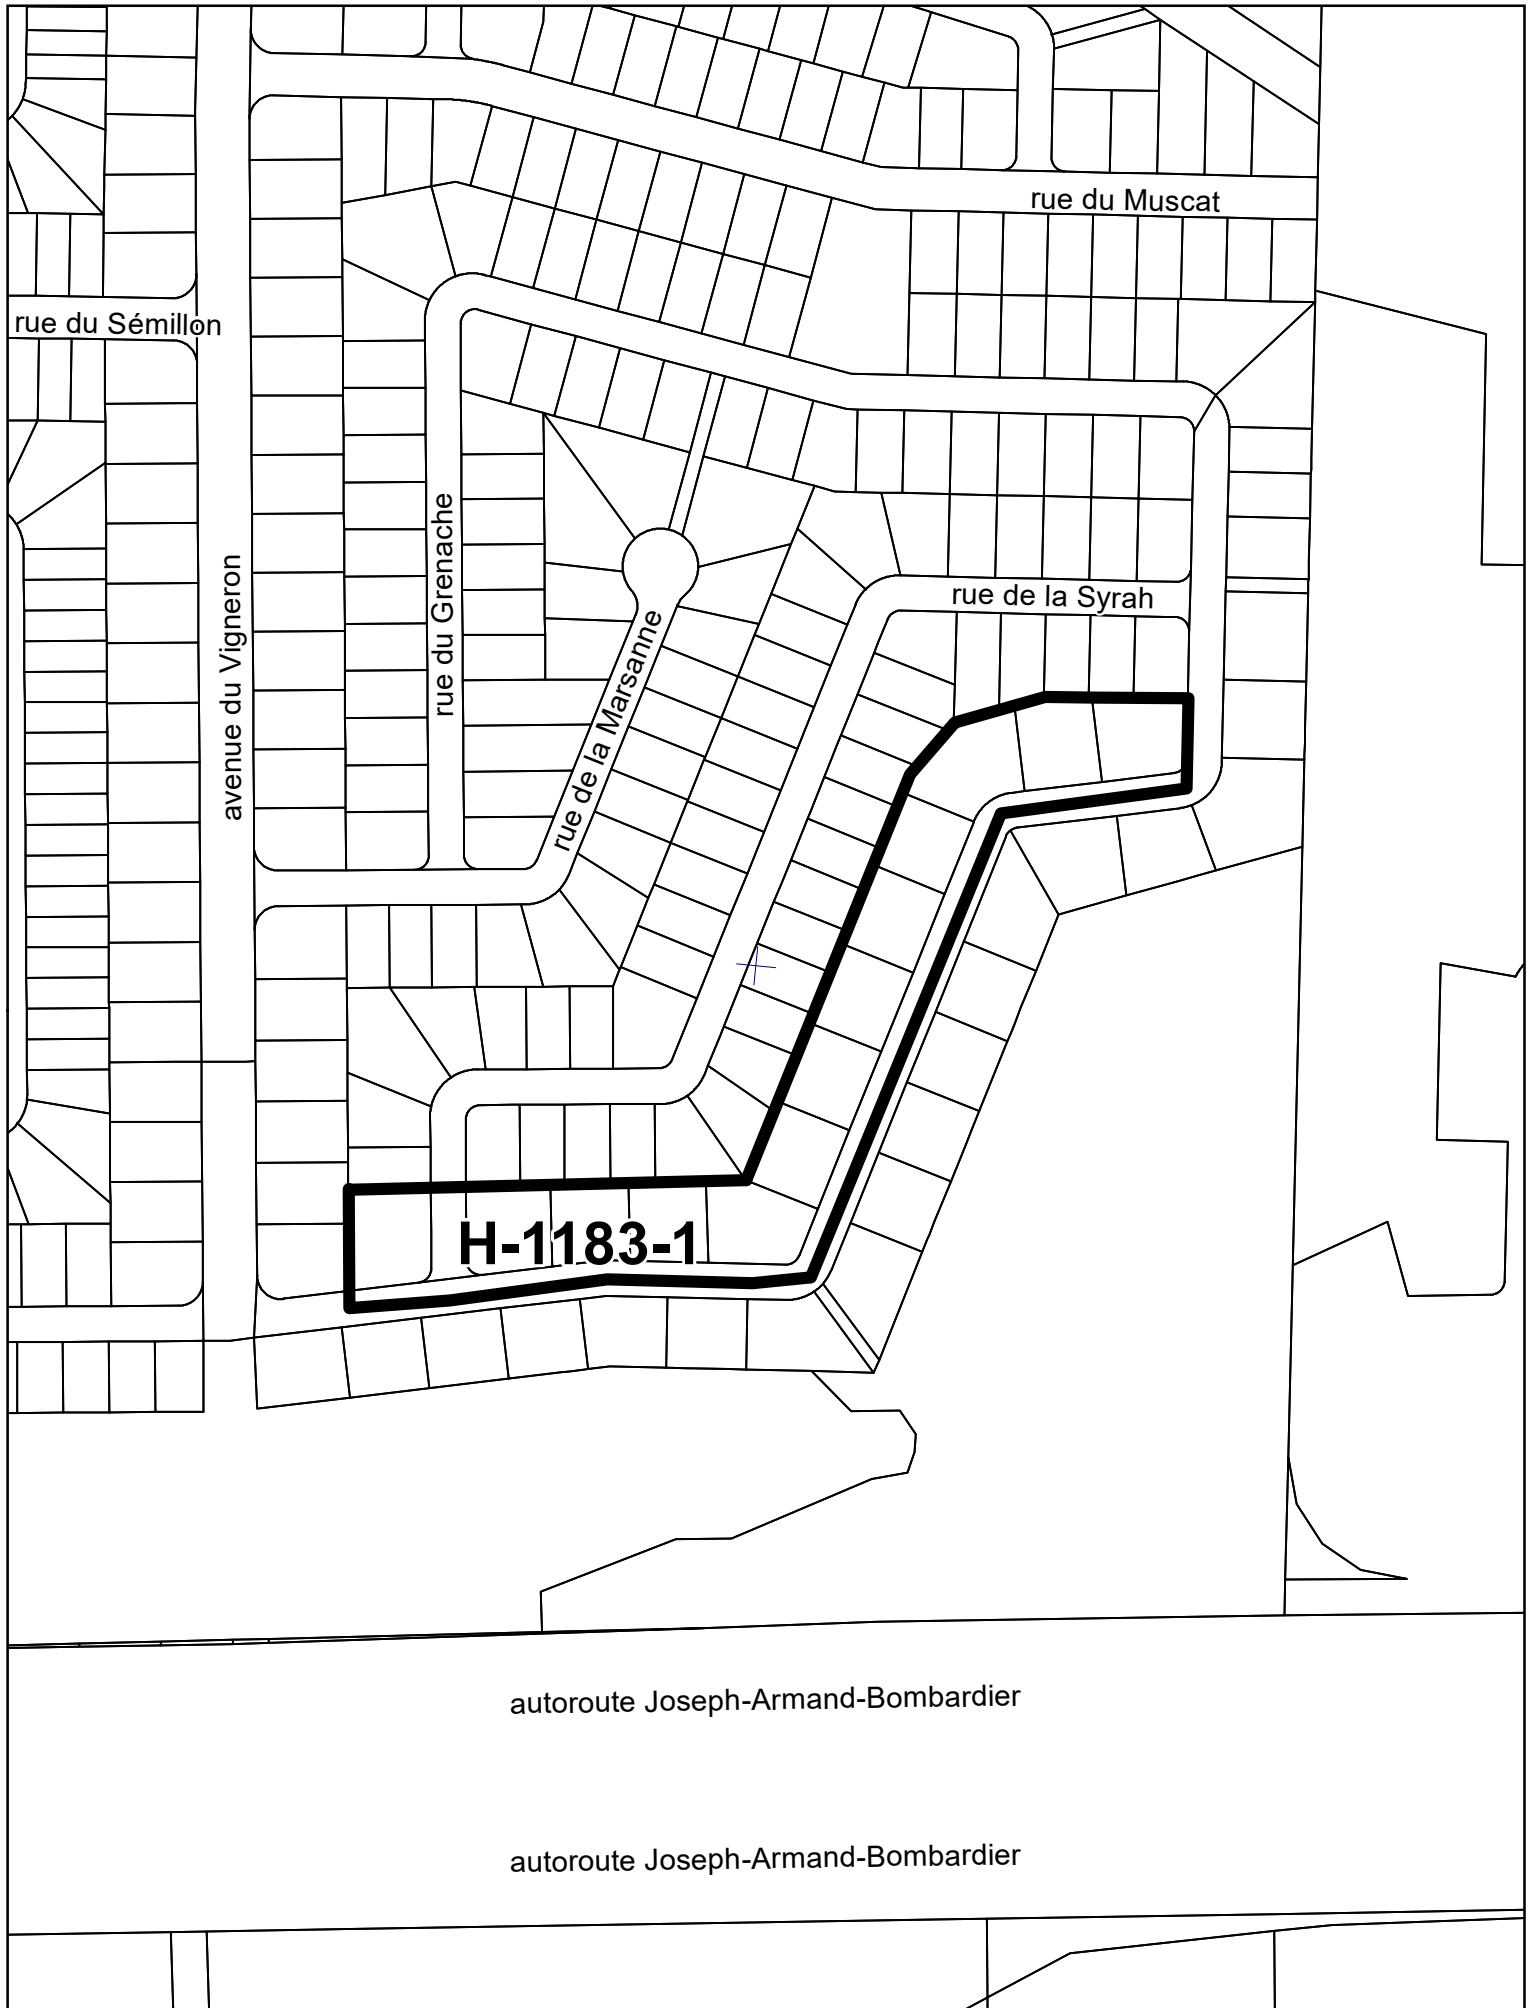 rue du Muscat
rue du Sémillon
rue du Grenache
avenue du Vigneron
rue de la Syrah
rue de la Marsanne
H-1183-1
autoroute Joseph-Armand-Bombardier
autoroute Joseph-Armand-Bombardier